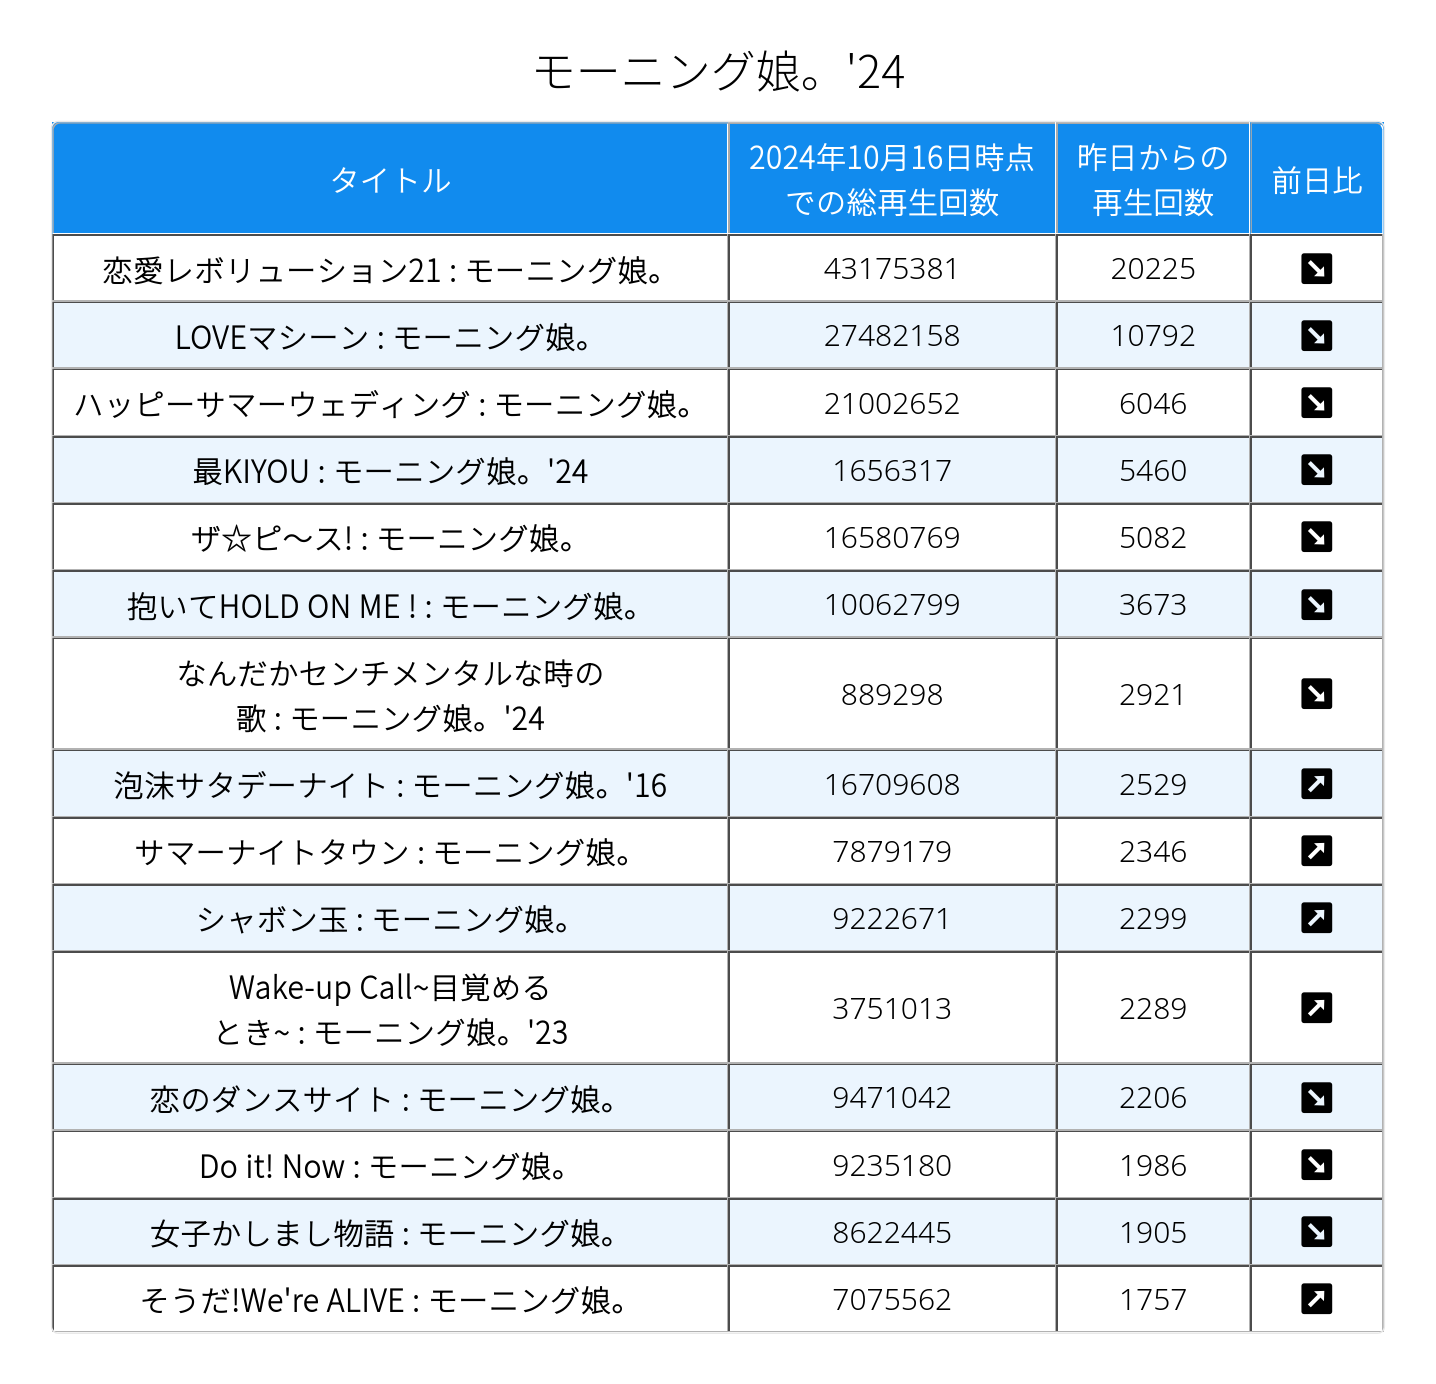 モーニング娘。'24
タイトル
2024年10月16日時点
での総再生回数
昨日からの
再生回数
前日比
恋愛レボリューション21 : モーニング娘。 43175381 20225
LOVEマシーン : モーニング娘。 27482158 10792
ハッピーサマーウェディング : モーニング娘。 21002652 6046
最KIYOU : モーニング娘。'24 1656317 5460
ザ☆ピ〜ス! : モーニング娘。 16580769 5082
抱いてHOLD ON ME ! : モーニング娘。 10062799 3673
なんだかセンチメンタルな時の
歌 : モーニング娘。'24 889298 2921
泡沫サタデーナイト : モーニング娘。'16 16709608 2529
サマーナイトタウン : モーニング娘。 7879179 2346
シャボン玉 : モーニング娘。 9222671 2299
Wake-up Call~目覚める
とき~ : モーニング娘。'23 3751013 2289
恋のダンスサイト : モーニング娘。 9471042 2206
Do it! Now : モーニング娘。 9235180 1986
女子かしまし物語 : モーニング娘。 8622445 1905
そうだ!We're ALIVE : モーニング娘。 7075562 1757